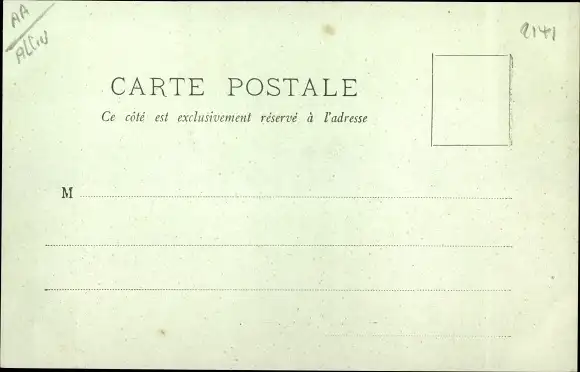 AA
2141
CARTE POSTALE
Ce côté est exclusivement réservé à l'adresse
M